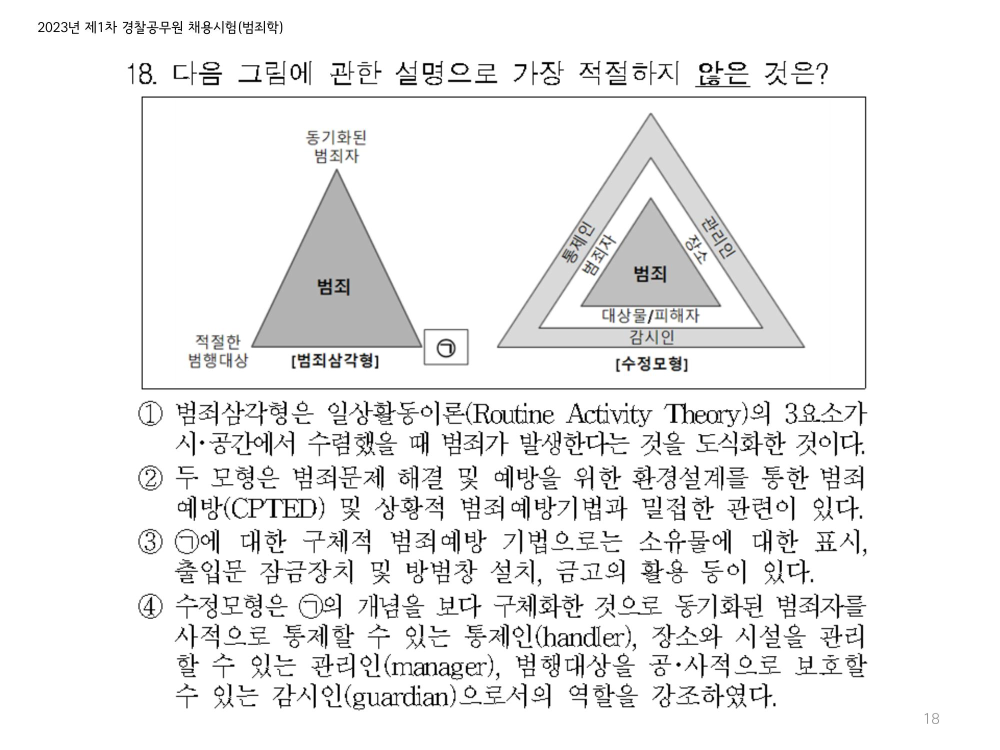 2023년 제1차 경찰공무원 채용시험(범죄학)
18. 다음 그림에 관한 설명으로 가장 적절하지 않은 것은?
동기화된
범죄자
범죄
적절한
범행대상
[범죄삼각형]
㉠
통제인
범죄자
관리인
장소
범죄
대상물/피해자
감시인
[수정모형]
① 범죄삼각형은 일상활동이론(Routine Activity Theory)의 3요소가
시·공간에서 수렴했을 때 범죄가 발생한다는 것을 도식화한 것이다.
② 두 모형은 범죄문제 해결 및 예방을 위한 환경설계를 통한 범죄
예방(CPTED) 및 상황적 범죄예방기법과 밀접한 관련이 있다.
③ ㉠에 대한 구체적 범죄예방 기법으로는 소유물에 대한 표시,
출입문 잠금장치 및 방범창 설치, 금고의 활용 등이 있다.
④ 수정모형은 ㉠의 개념을 보다 구체화한 것으로 동기화된 범죄자를
사적으로 통제할 수 있는 통제인(handler), 장소와 시설을 관리
할 수 있는 관리인(manager), 범행대상을 공·사적으로 보호할
수 있는 감시인(guardian)으로서의 역할을 강조하였다.
18